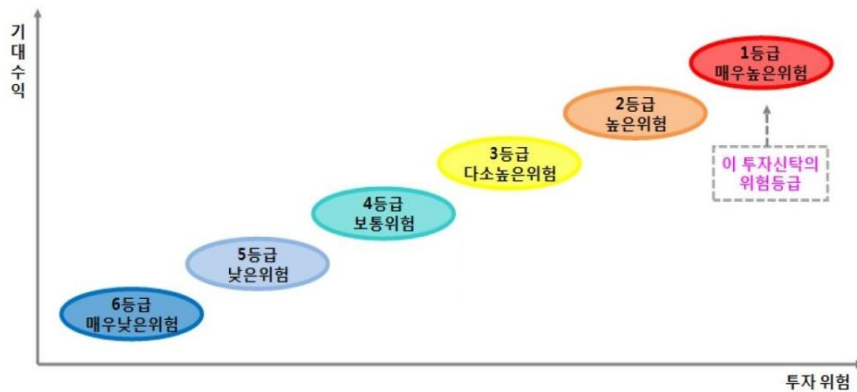 기대수익
1등급
매우높은위험
2등급
높은위험
3등급
다소높은위험
이 투자신탁의
위험등급
4등급
보통위험
5등급
낮은위험
6등급
매우낮은위험
투자 위험